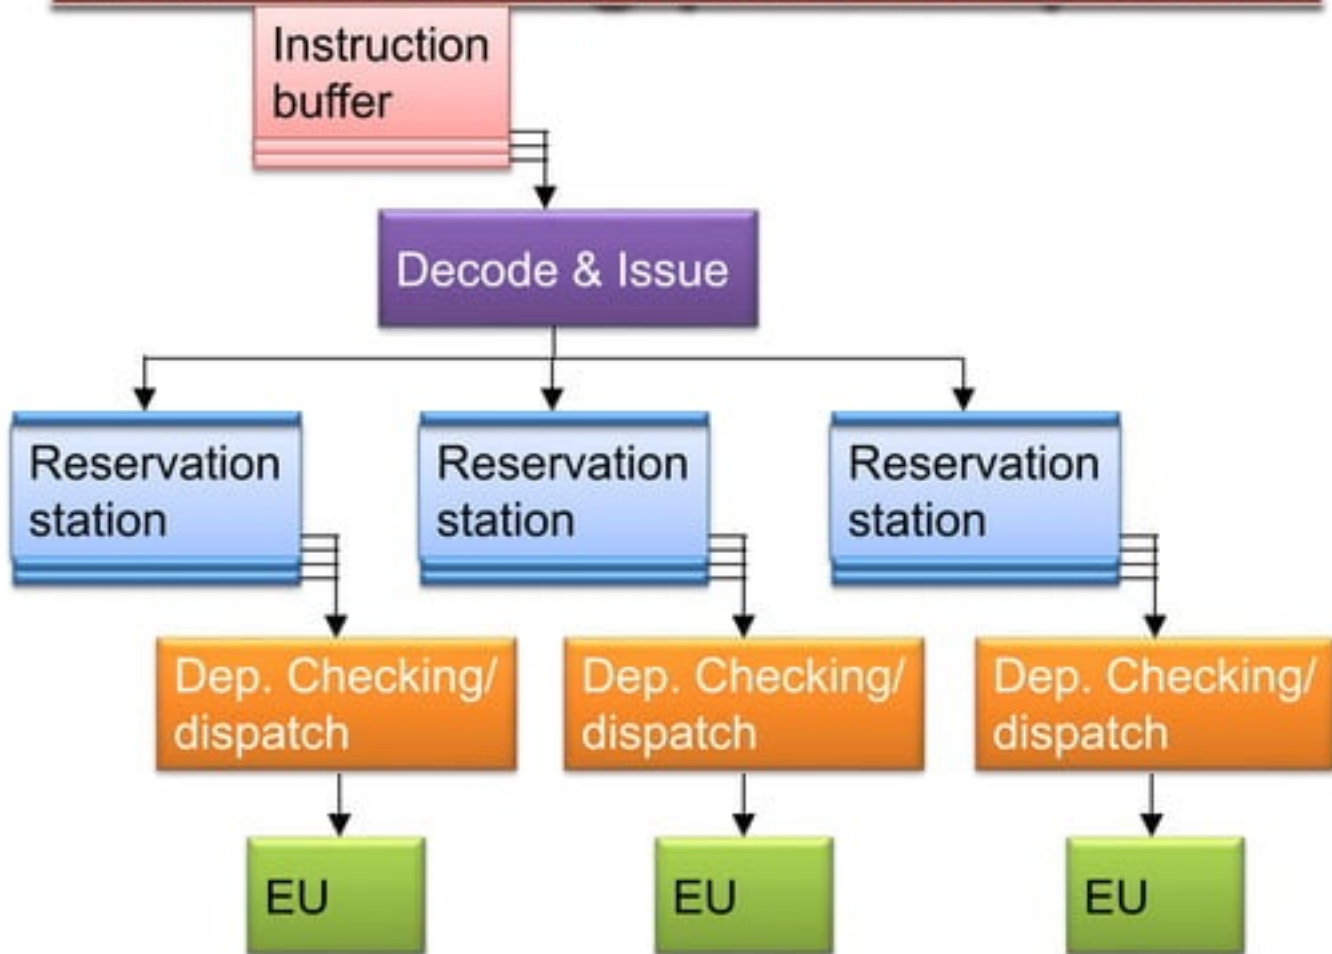 Instruction
buffer
Decode & Issue
Reservation
station
Reservation
station
Reservation
station
Dep. Checking/
dispatch
Dep. Checking/
dispatch
Dep. Checking/
dispatch
EU
EU
EU